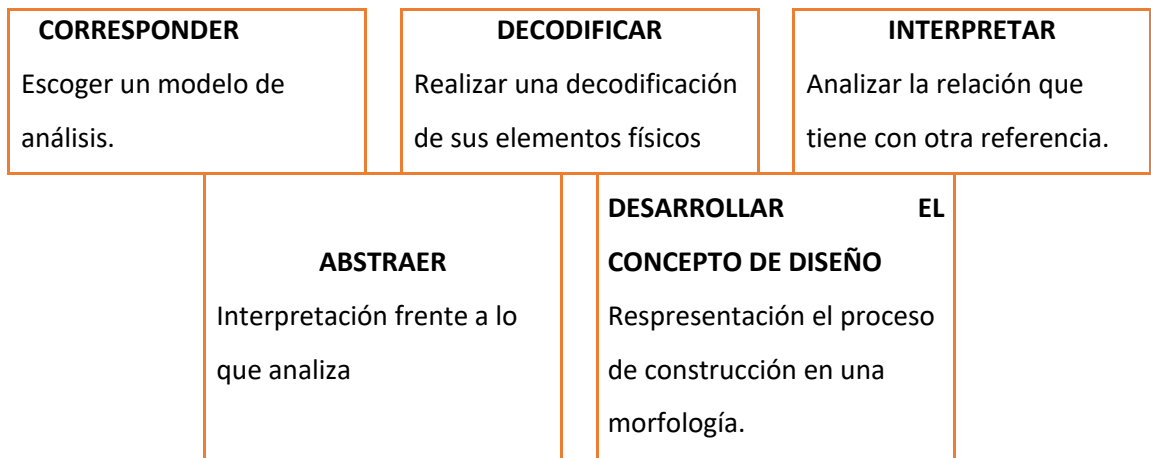 CORRESPONDER
Escoger un modelo de
análisis.
DECODIFICAR
Realizar una decodificación
de sus elementos físicos
INTERPRETAR
Analizar la relación que
tiene con otra referencia.
ABSTRAER
Interpretación frente a lo
que analiza
DESARROLLAR EL
CONCEPTO DE DISEÑO
Respresentación el proceso
de construcción en una
morfología.